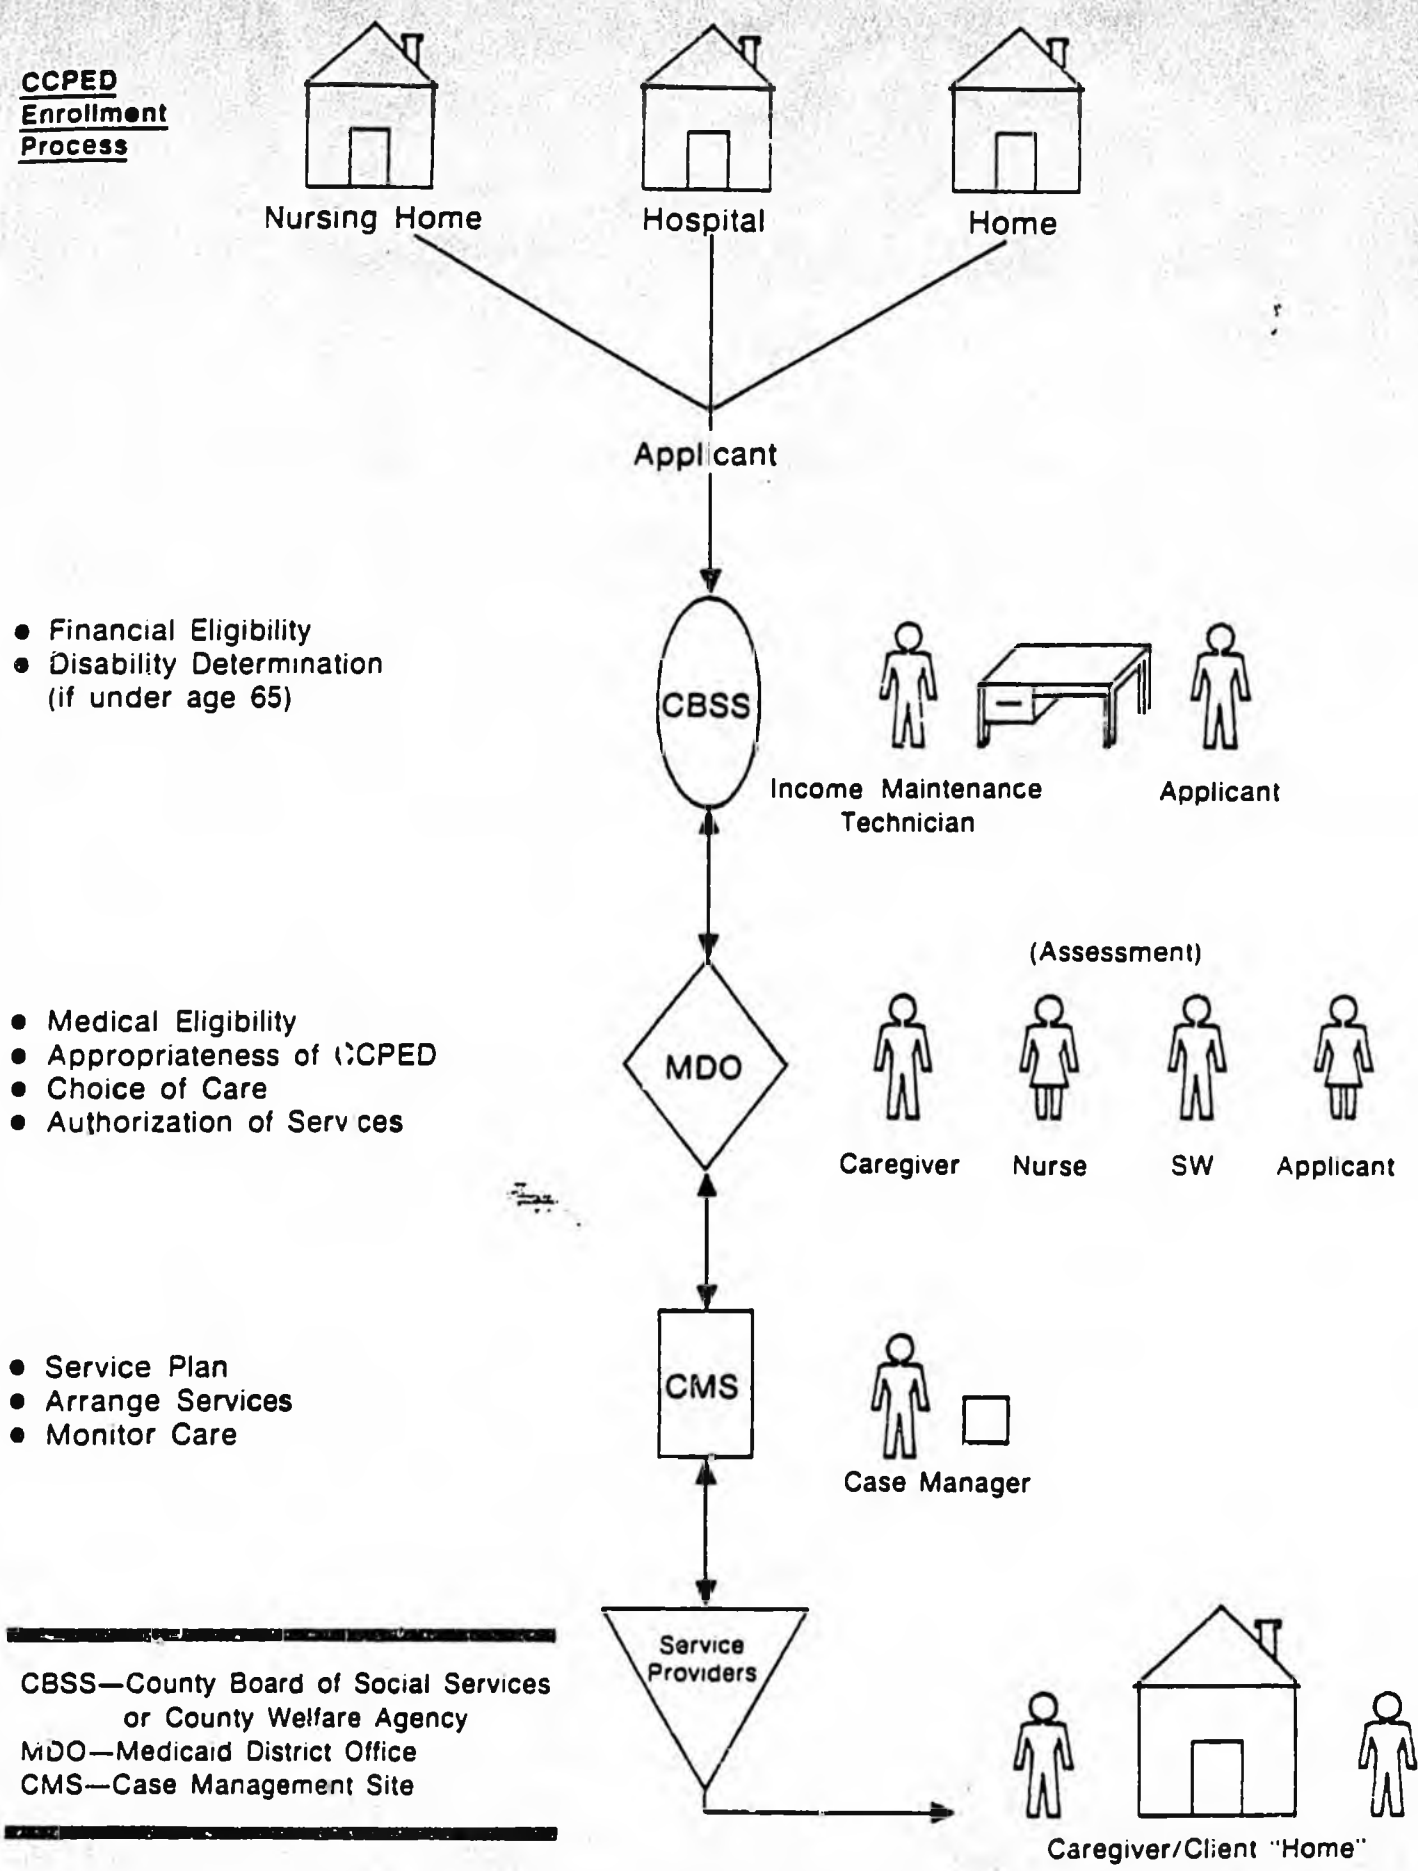 CCPED
Enrollment
Process
Nursing Home
Hospital
Home
Applicant
• Financial Eligibility
• Disability Determination
(if under age 65)
CBSS
Income Maintenance
Technician
Applicant
(Assessment)
• Medical Eligibility
• Appropriateness of CCPED
• Choice of Care
• Authorization of Services
MDO
Caregiver
Nurse
SW
Applicant
• Service Plan
• Arrange Services
• Monitor Care
CMS
Case Manager
Service
Providers
CBSS—County Board of Social Services
or County Welfare Agency
MDO—Medicaid District Office
CMS—Case Management Site
Caregiver/Client "Home"